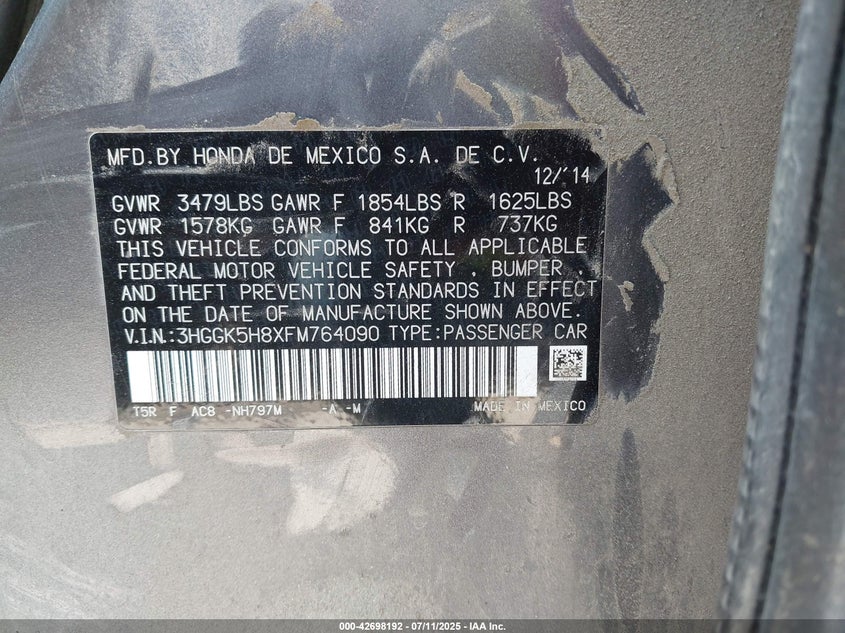 MFD.BY HONDA DE MEXICO S.A. DE C.V.
12/'14
GVWR 3479LBS GAWR F 1854LBS R 1625LBS
GVWR 1578KG GAWR F 841KG R 737KG
THIS VEHICLE CONFORMS TO ALL APPLICABLE
FEDERAL MOTOR VEHICLE SAFETY , BUMPER ,
AND THEFT PREVENTION STANDARDS IN EFFECT
ON THE DATE OF MANUFACTURE SHOWN ABOVE.
V.I.N:3HGGK5H8XFM764090 TYPE:PASSENGER CAR
T5R F AC8 -NH797M -A -M MADE IN MEXICO
000-42698192 - 07/11/2025 - IAA Inc.